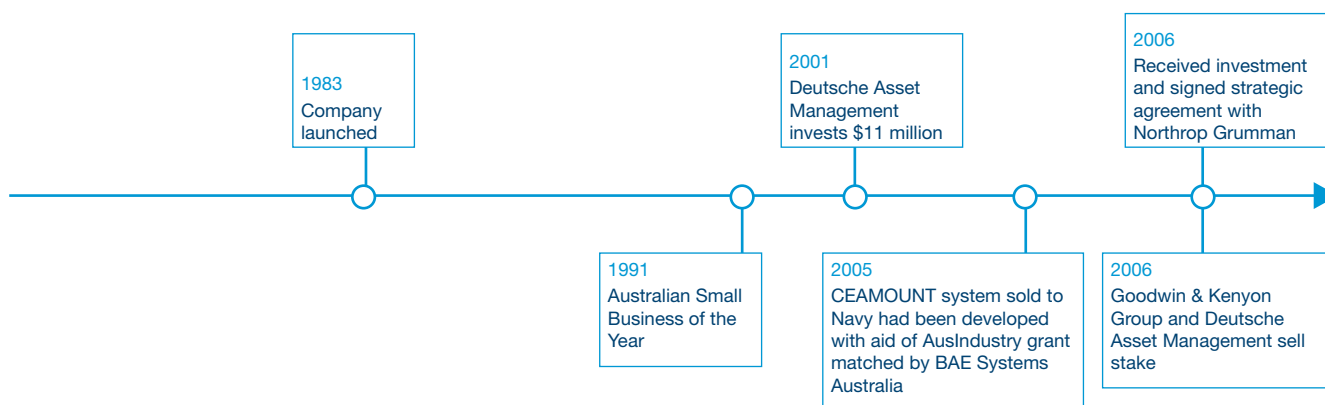 1983
Company
launched
1991
Australian Small
Business of the
Year
2001
Deutsche Asset
Management
invests $11 million
2005
CEAMOUNT system sold to
Navy had been developed
with aid of AusIndustry grant
matched by BAE Systems
Australia
2006
Received investment
and signed strategic
agreement with
Northrop Grumman
2006
Goodwin & Kenyon
Group and Deutsche
Asset Management sell
stake